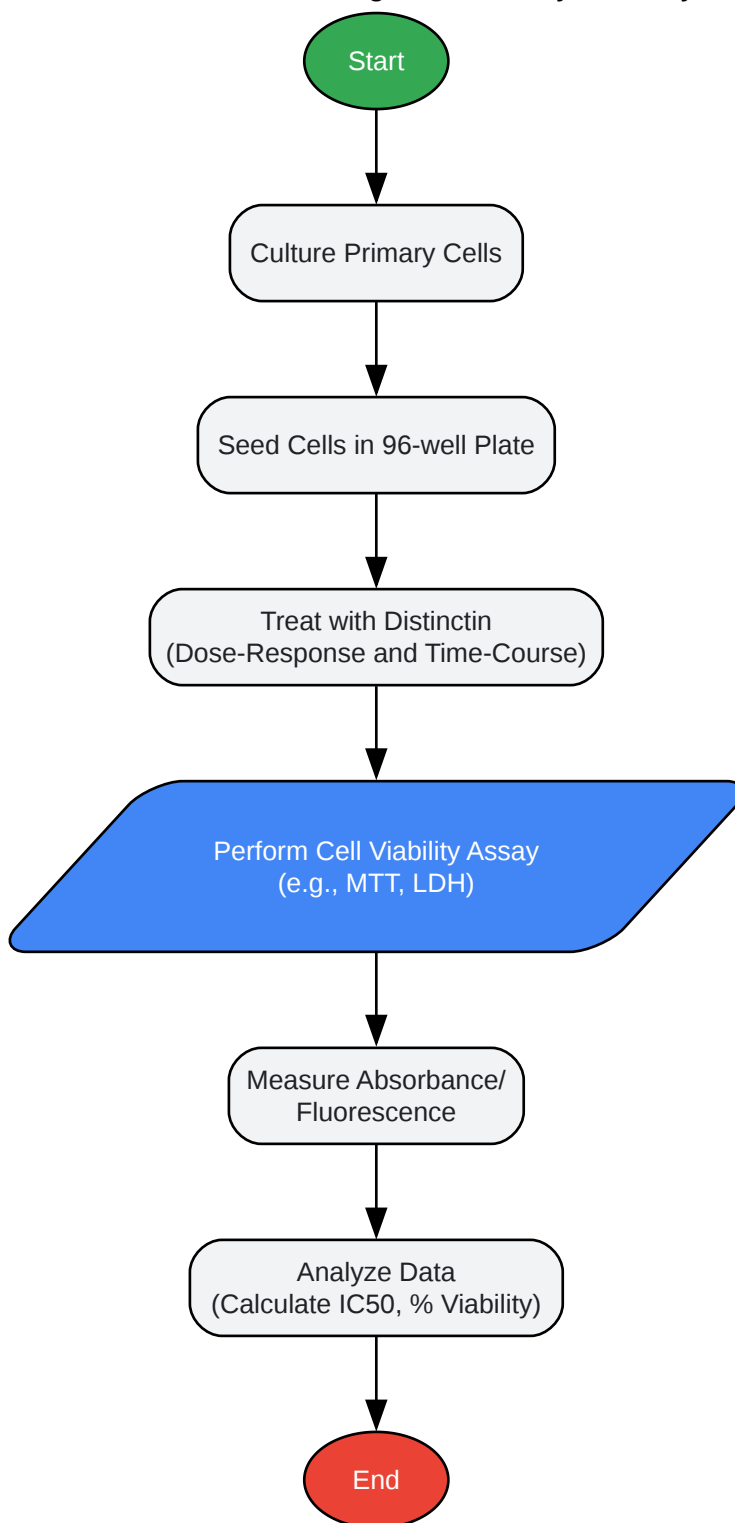 Start
Culture Primary Cells
Seed Cells in 96-well Plate
Treat with Distinctin
(Dose-Response and Time-Course)
Perform Cell Viability Assay
(e.g., MTT, LDH)
Measure Absorbance/
Fluorescence
Analyze Data
(Calculate IC50, % Viability)
End